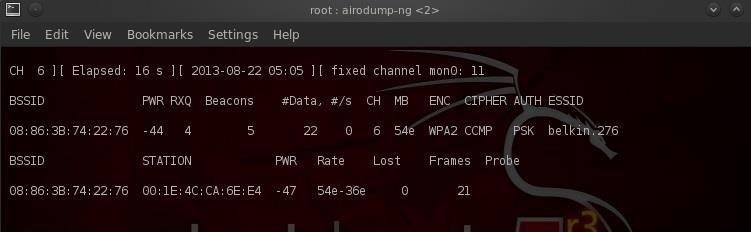 root : airodump-ng <2>
File Edit View Bookmarks Settings Help
CH 6 ][ Elapsed: 16 s ][ 2013-08-22 05:05 ][ fixed channel mon0: 11
BSSID PWR RXQ Beacons #Data, #/s CH MB ENC CIPHER AUTH ESSID
08:86:3B:74:22:76 -44 4 5 22 0 6 54e WPA2 CCMP PSK belkin.276
BSSID STATION PWR Rate Lost Frames Probe
08:86:3B:74:22:76 00:1E:4C:CA:6E:E4 -47 54e-36e 0 21
r3